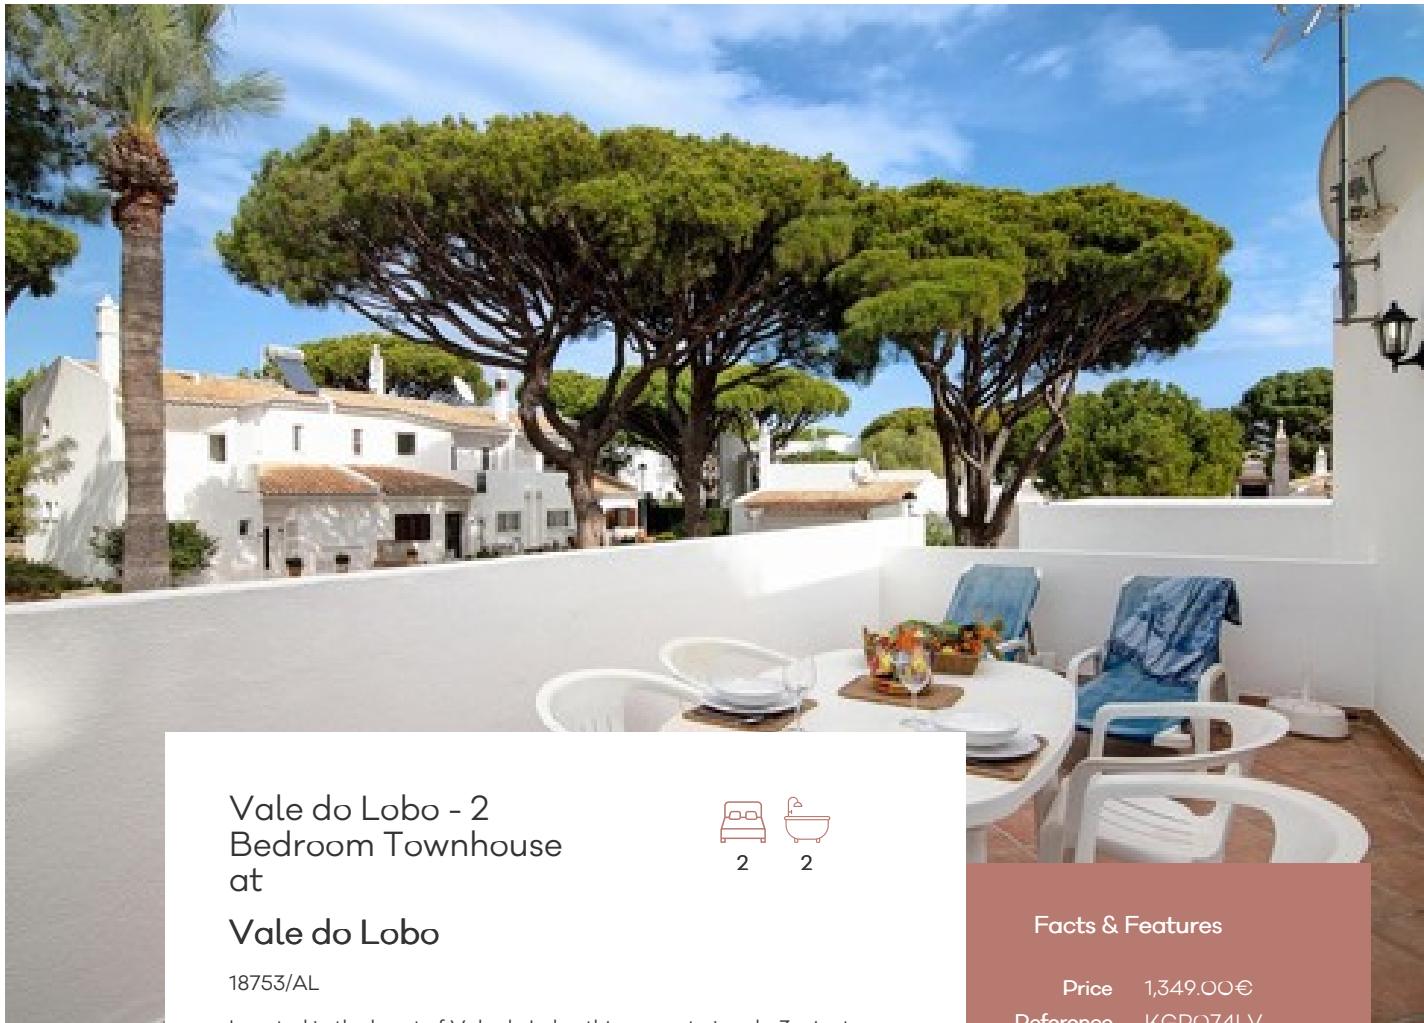 Vale do Lobo - 2
Bedroom Townhouse
at
2
2
Vale do Lobo
18753/AL
Facts & Features
Price 1,349.00€
Reference